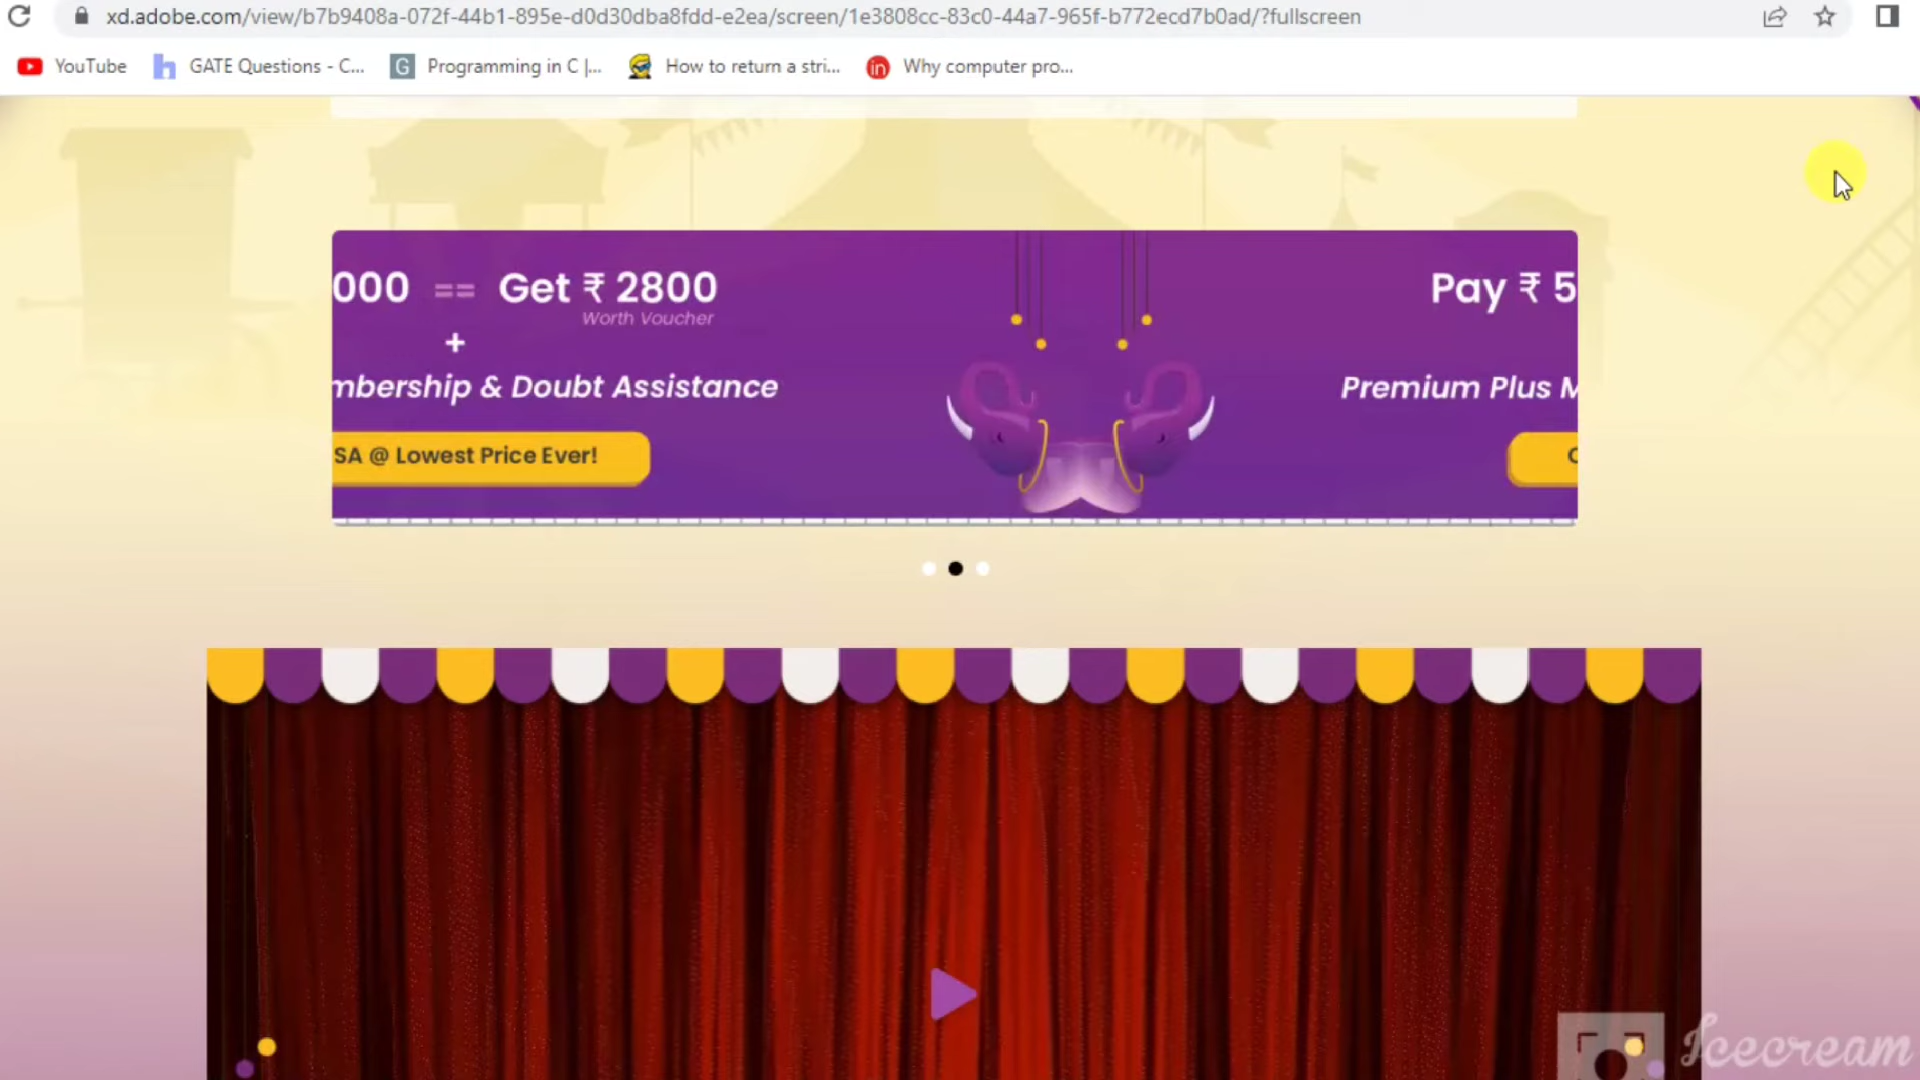 xd.adobe.com/view/b7b9408a-072f-44b1-895e-d0d30dba8fdd-e2ea/screen/1e3808cc-83c0-44a7-965f-b772ecd7b0ad/?fullscreen
YouTube
GATE Questions - C...
G
Programming in C |...
How to return a stri...
in
Why computer pro...
000 == Get ₹ 2800
Worth Voucher
+
mbership & Doubt Assistance
SA @ Lowest Price Ever!
Pay ₹ 5
Premium Plus M
Icecream